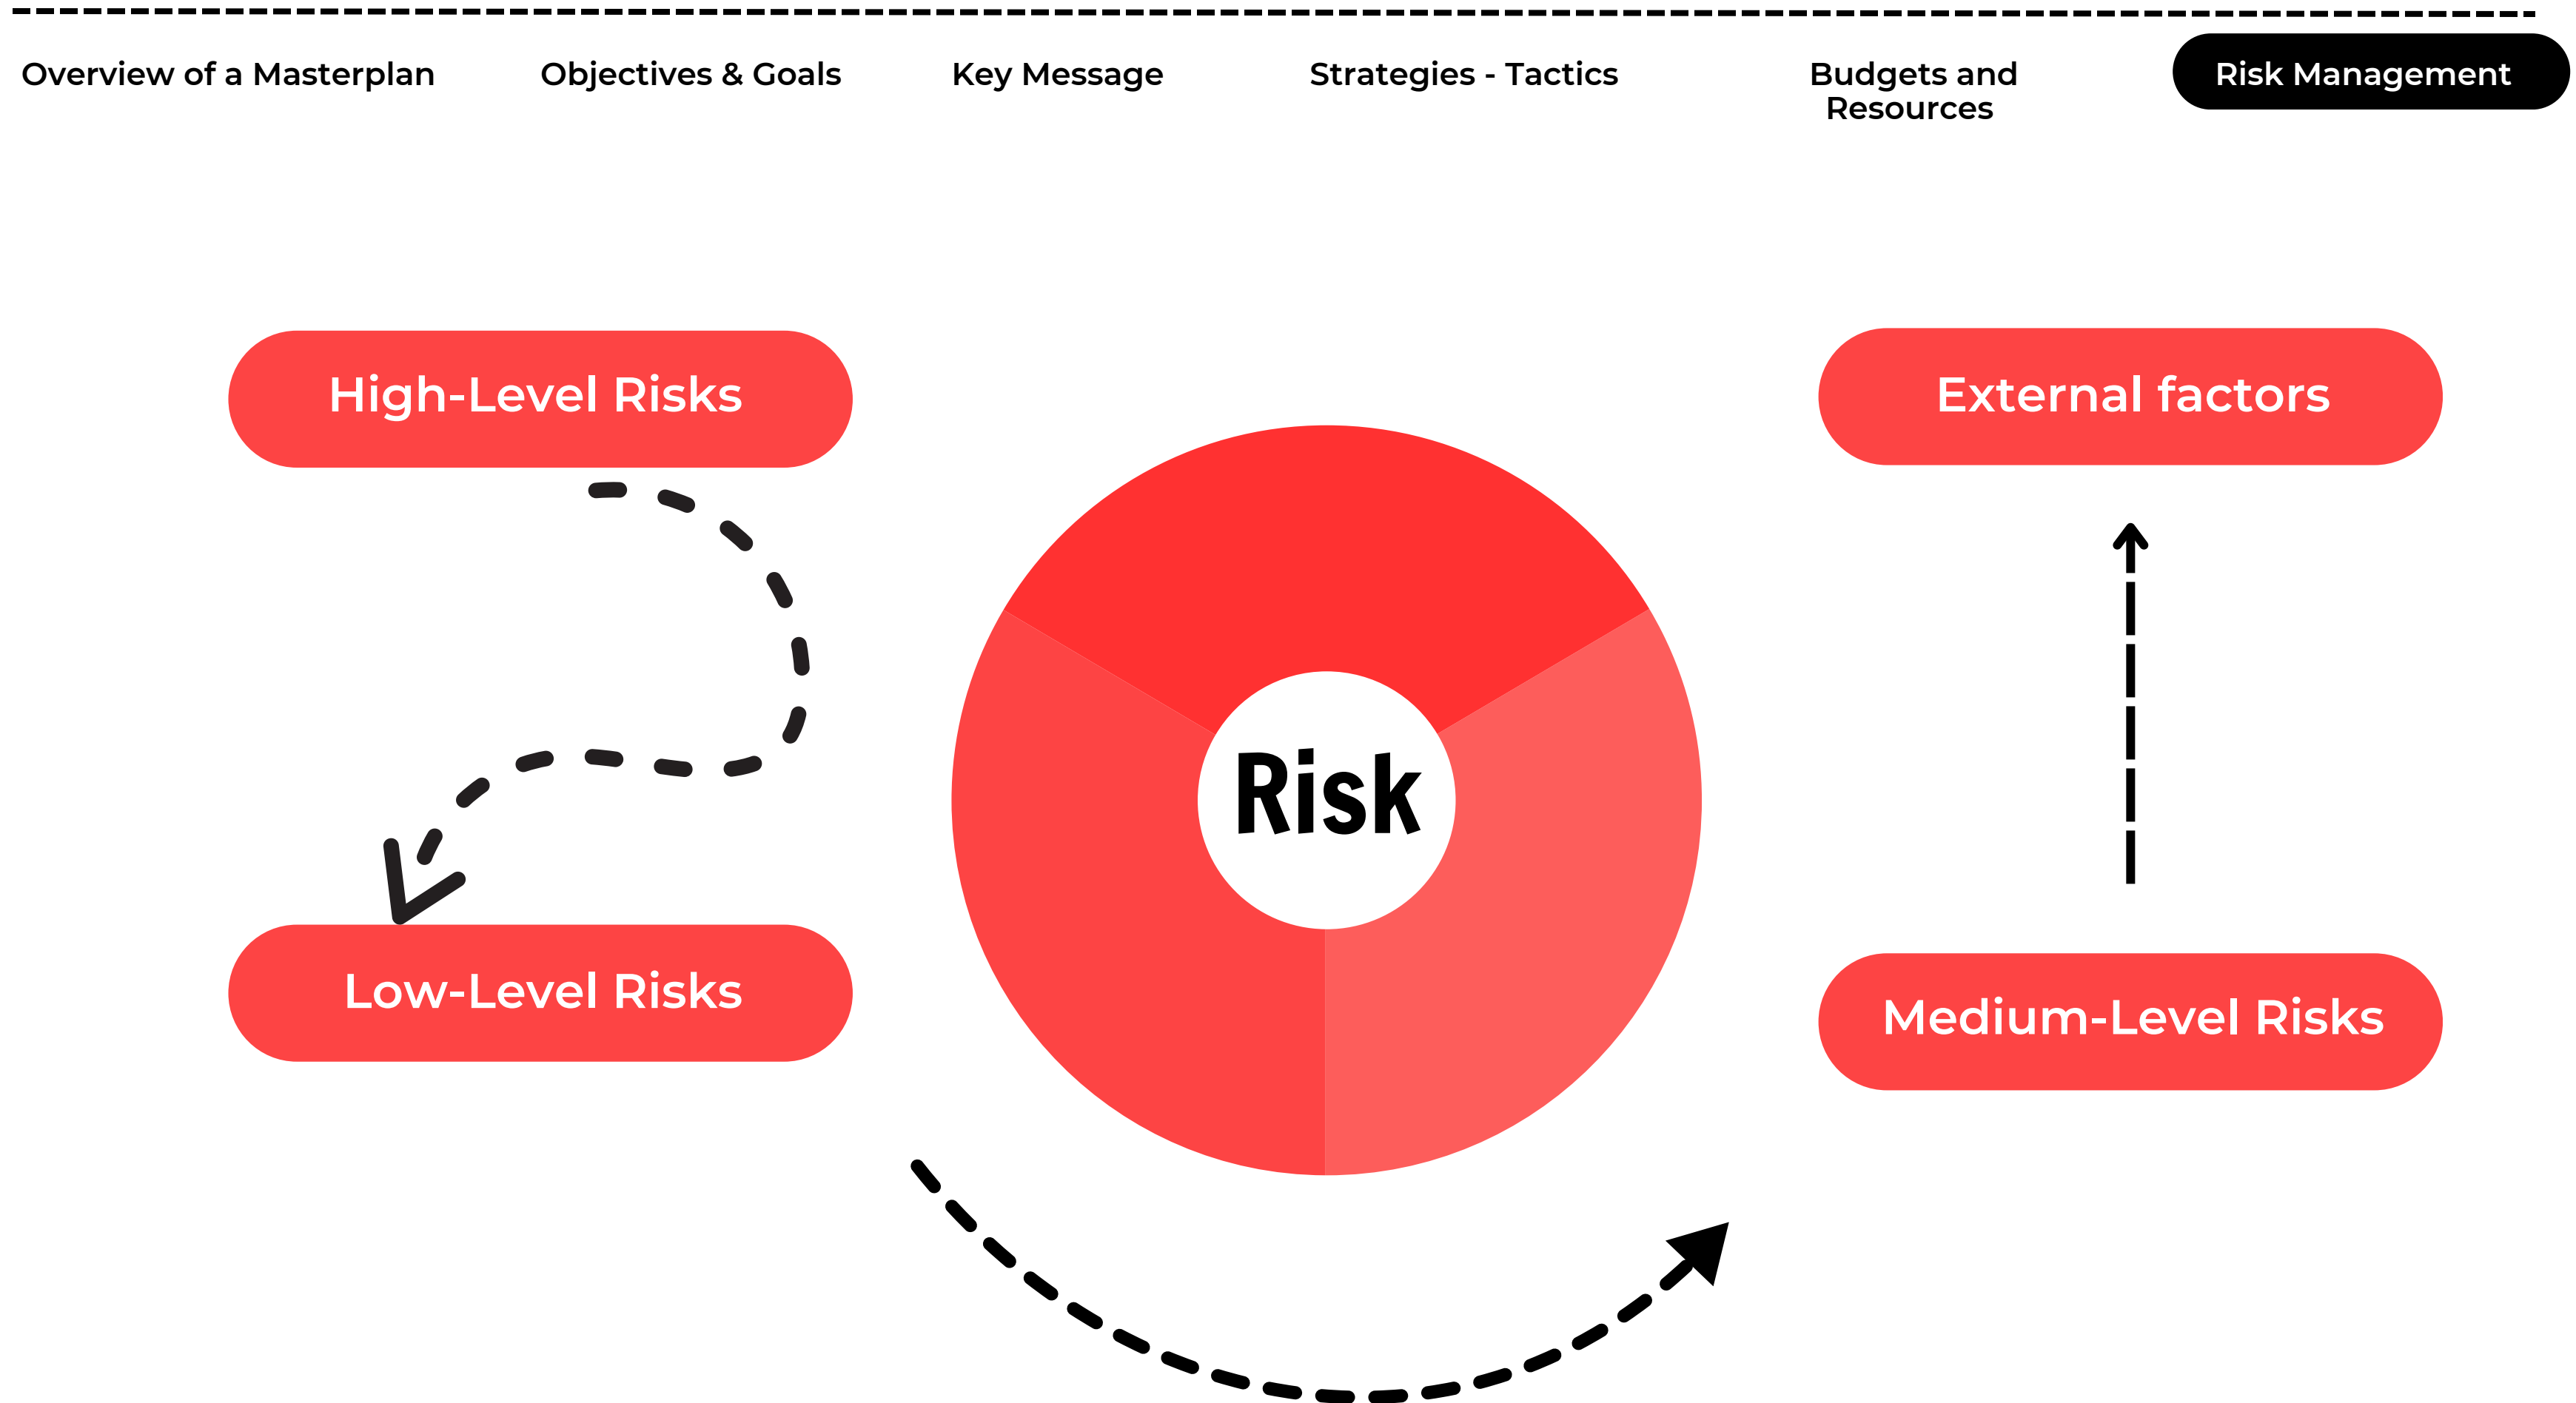 Overview of a Masterplan
Objectives & Goals
Key Message
Strategies - Tactics
Budgets and
Resources
Risk Management
High-Level Risks
External factors
Risk
Low-Level Risks
Medium-Level Risks